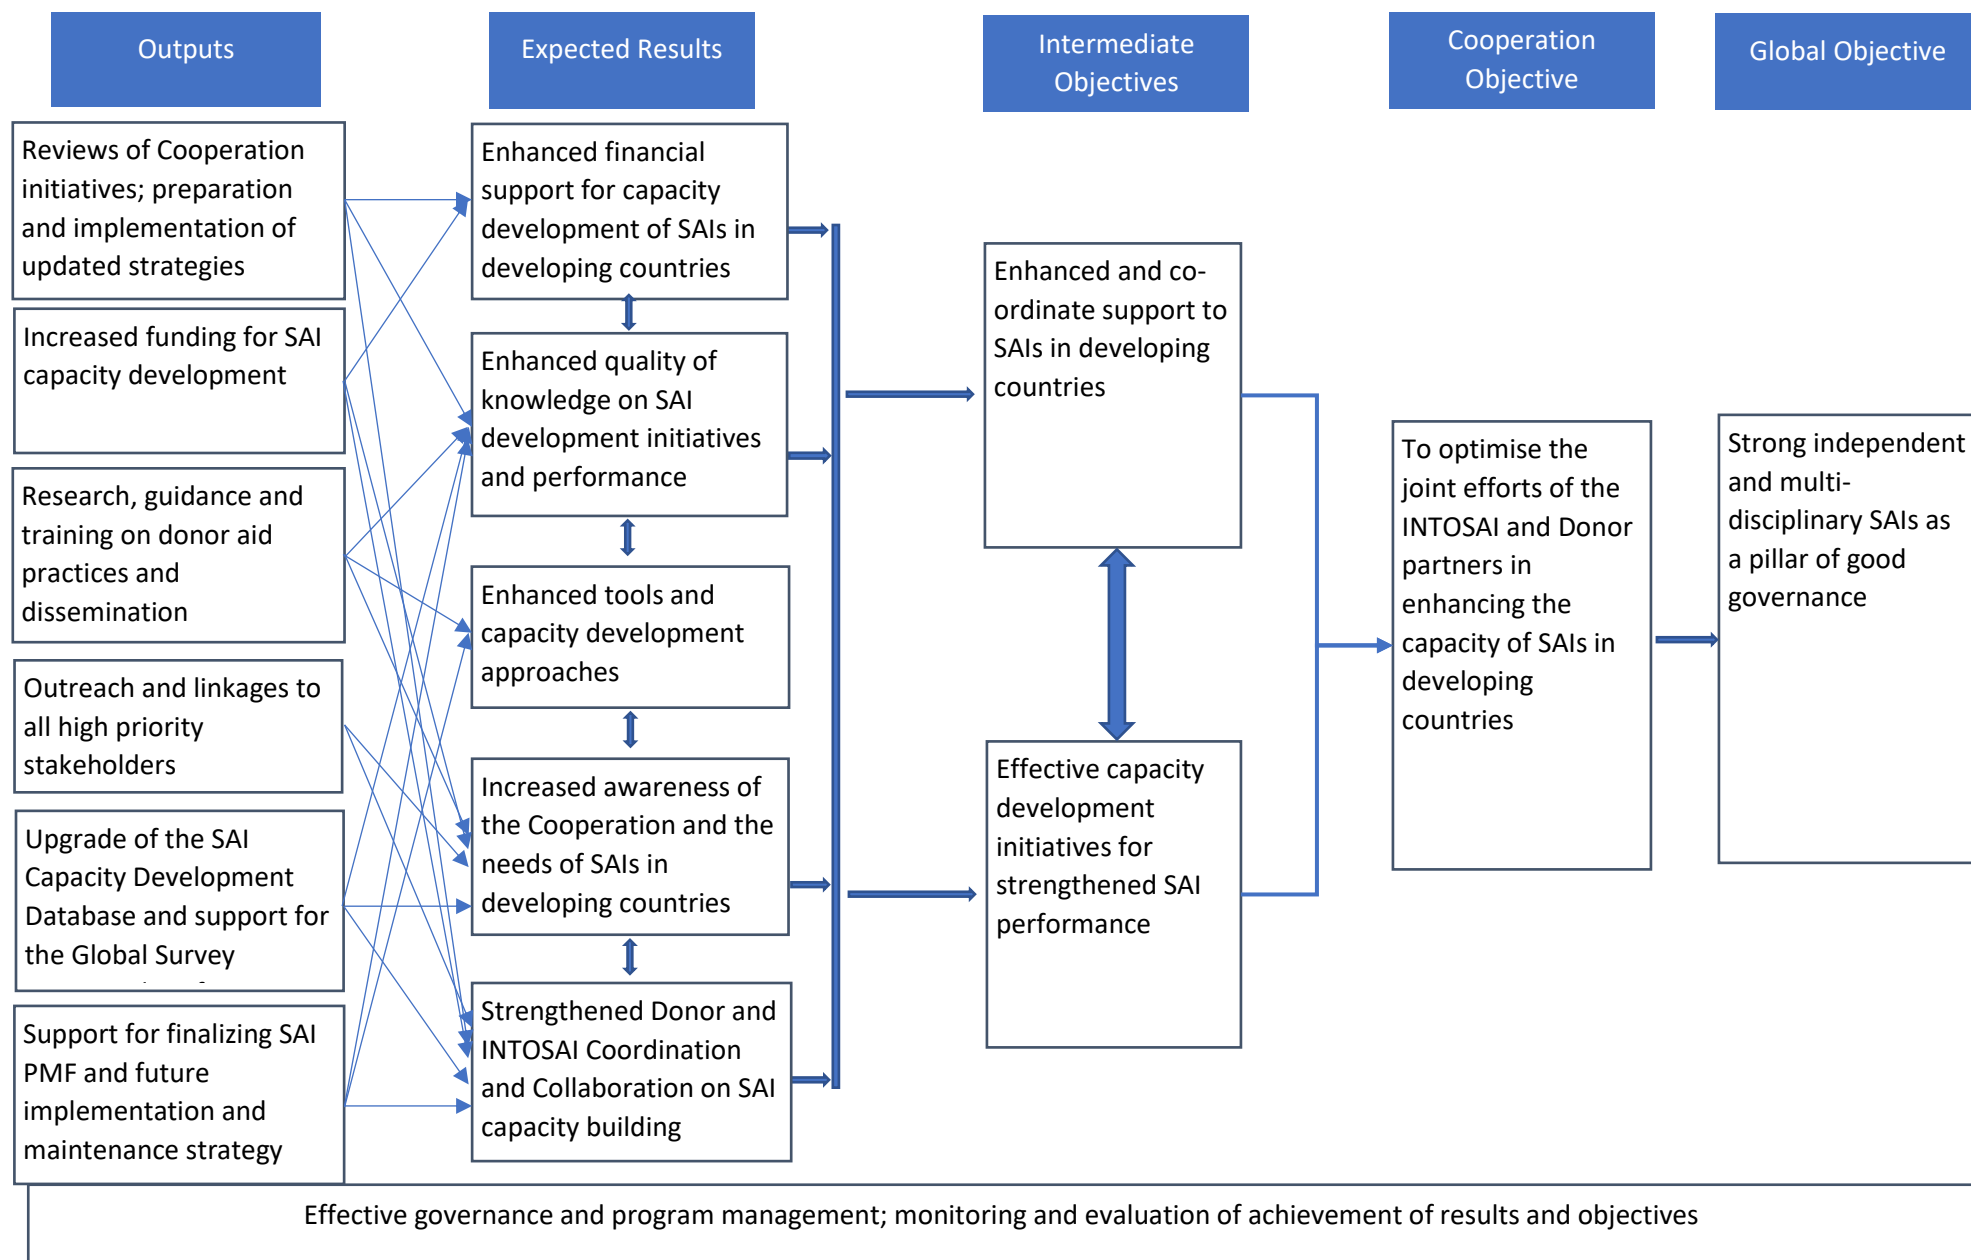 Outputs
Expected Results
Intermediate
Objectives
Cooperation
Objective
Global Objective
Reviews of Cooperation
initiatives; preparation
and implementation of
updated strategies
Increased funding for SAI
capacity development
Research, guidance and
training on donor aid
practices and
dissemination
Outreach and linkages to
all high priority
stakeholders
Upgrade of the SAI
Capacity Development
Database and support for
the Global Survey
Support for finalizing SAI
PMF and future
implementation and
maintenance strategy
Enhanced financial
support for capacity
development of SAIs in
developing countries
Enhanced quality of
knowledge on SAI
development initiatives
and performance
Enhanced tools and
capacity development
approaches
Increased awareness of
the Cooperation and the
needs of SAIs in
developing countries
Strengthened Donor and
INTOSAI Coordination
and Collaboration on SAI
capacity building
Enhanced and co-
ordinate support to
SAIs in developing
countries
Effective capacity
development
initiatives for
strengthened SAI
performance
To optimise the
joint efforts of the
INTOSAI and Donor
partners in
enhancing the
capacity of SAIs in
developing
countries
Strong independent
and multi-
disciplinary SAIs as
a pillar of good
governance
Effective governance and program management; monitoring and evaluation of achievement of results and objectives